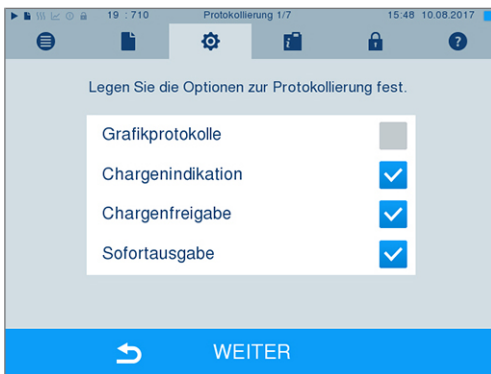 19 : 710 Protokollierung 1/7 15:48 10.08.2017
Legen Sie die Optionen zur Protokollierung fest.
Grafikprotokolle
Chargenindikation
Chargenfreigabe
Sofortausgabe
WEITER